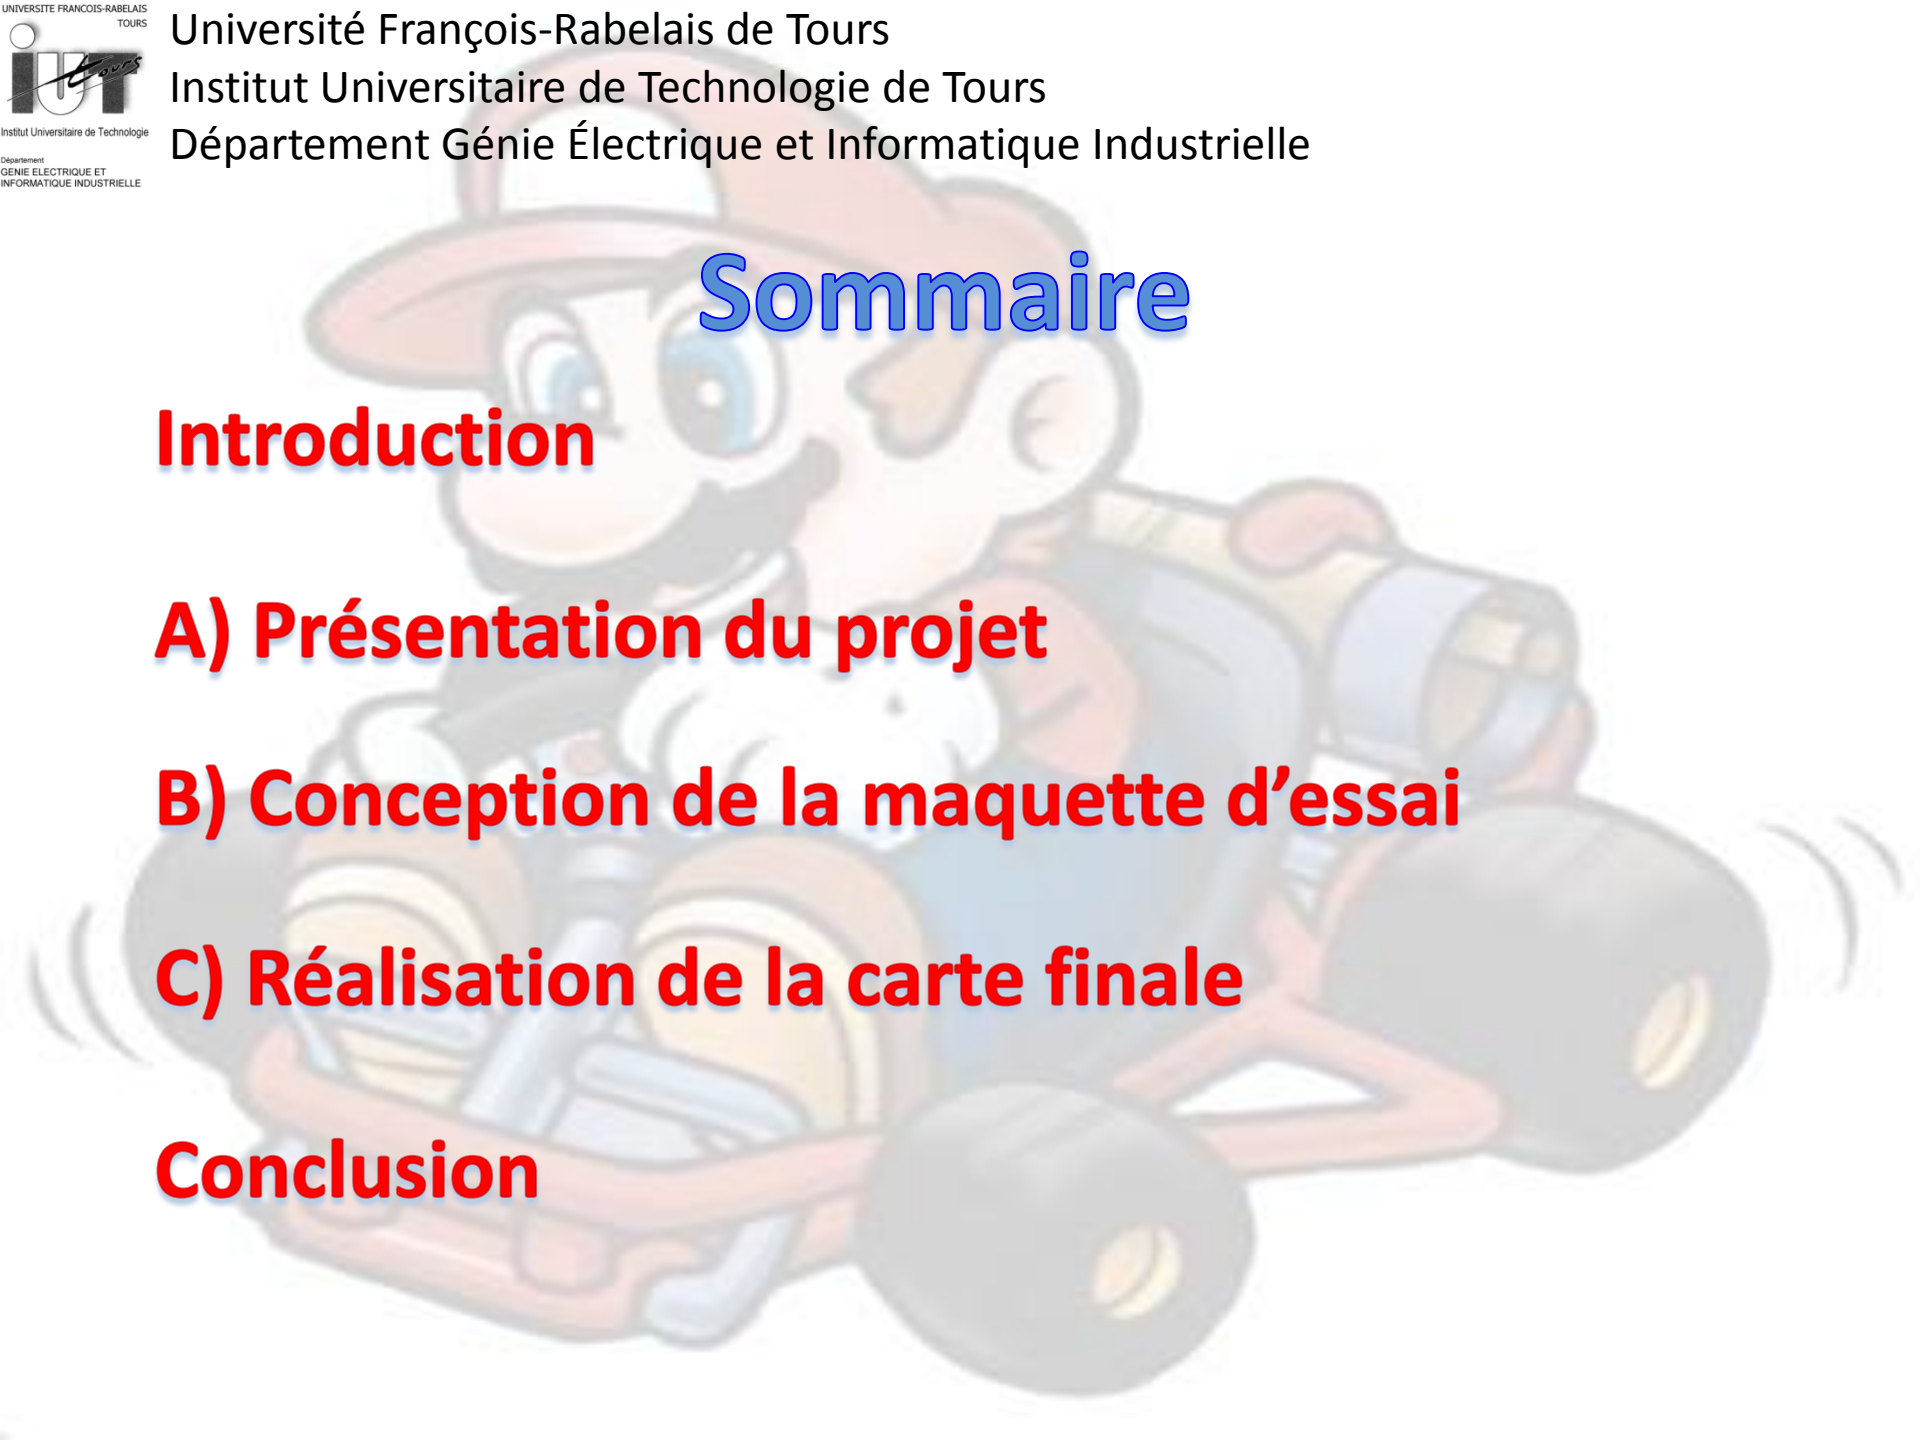 UNIVERSITE FRANCOIS-RABELAIS
TOURS
iUT tours
Institut Universitaire de Technologie
Département
GENIE ELECTRIQUE ET
INFORMATIQUE INDUSTRIELLE
Université François-Rabelais de Tours
Institut Universitaire de Technologie de Tours
Département Génie Électrique et Informatique Industrielle
Sommaire
Introduction
A) Présentation du projet
B) Conception de la maquette d’essai
C) Réalisation de la carte finale
Conclusion